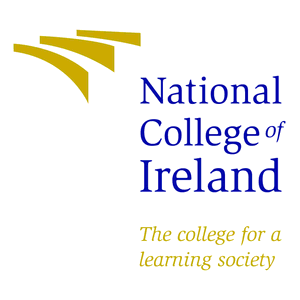 National
College of
Ireland
The college for a
learning society